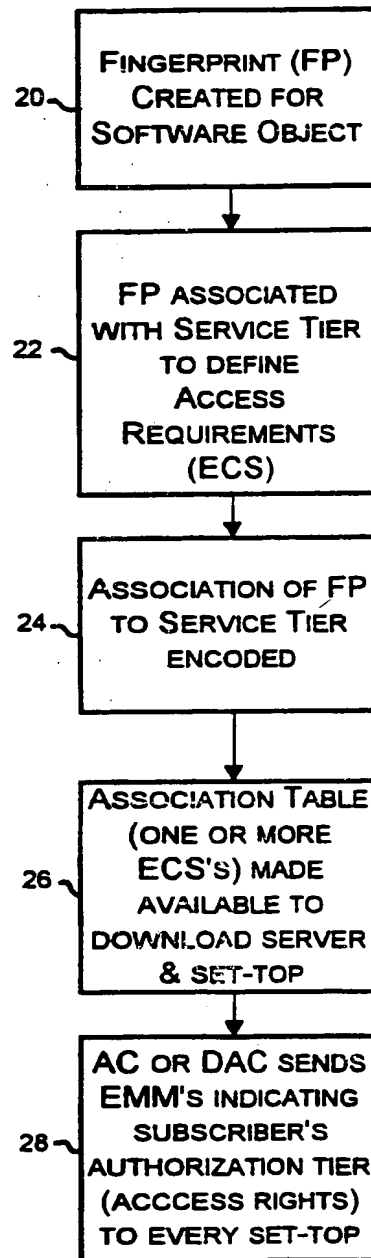 20
FINGERPRINT (FP)
CREATED FOR
SOFTWARE OBJECT
22
FP ASSOCIATED
WITH SERVICE TIER
TO DEFINE
ACCESS
REQUIREMENTS
(ECS)
24
ASSOCIATION OF FP
TO SERVICE TIER
ENCODED
26
ASSOCIATION TABLE
(ONE OR MORE
ECS'S) MADE
AVAILABLE TO
DOWNLOAD SERVER
& SET-TOP
28
AC OR DAC SENDS
EMM'S INDICATING
SUBSCRIBER'S
AUTHORIZATION TIER
(ACCCESS RIGHTS)
TO EVERY SET-TOP